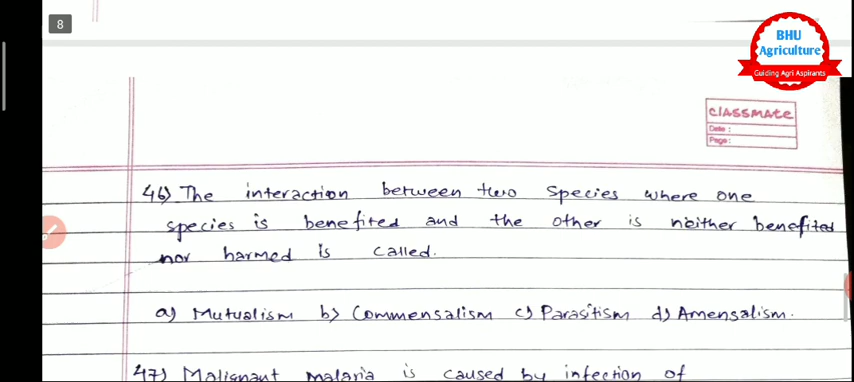 8
BHU
Agriculture
Guiding Agri Aspirants
classmate
Date :
Page:
46) The interaction between two species where one
species is benefited and the other is neither benefited
nor harmed is called.
a) Mutualism b) Commensalism c) Parasitism d) Amensalism.
47) Malignant malaria is caused by infection of